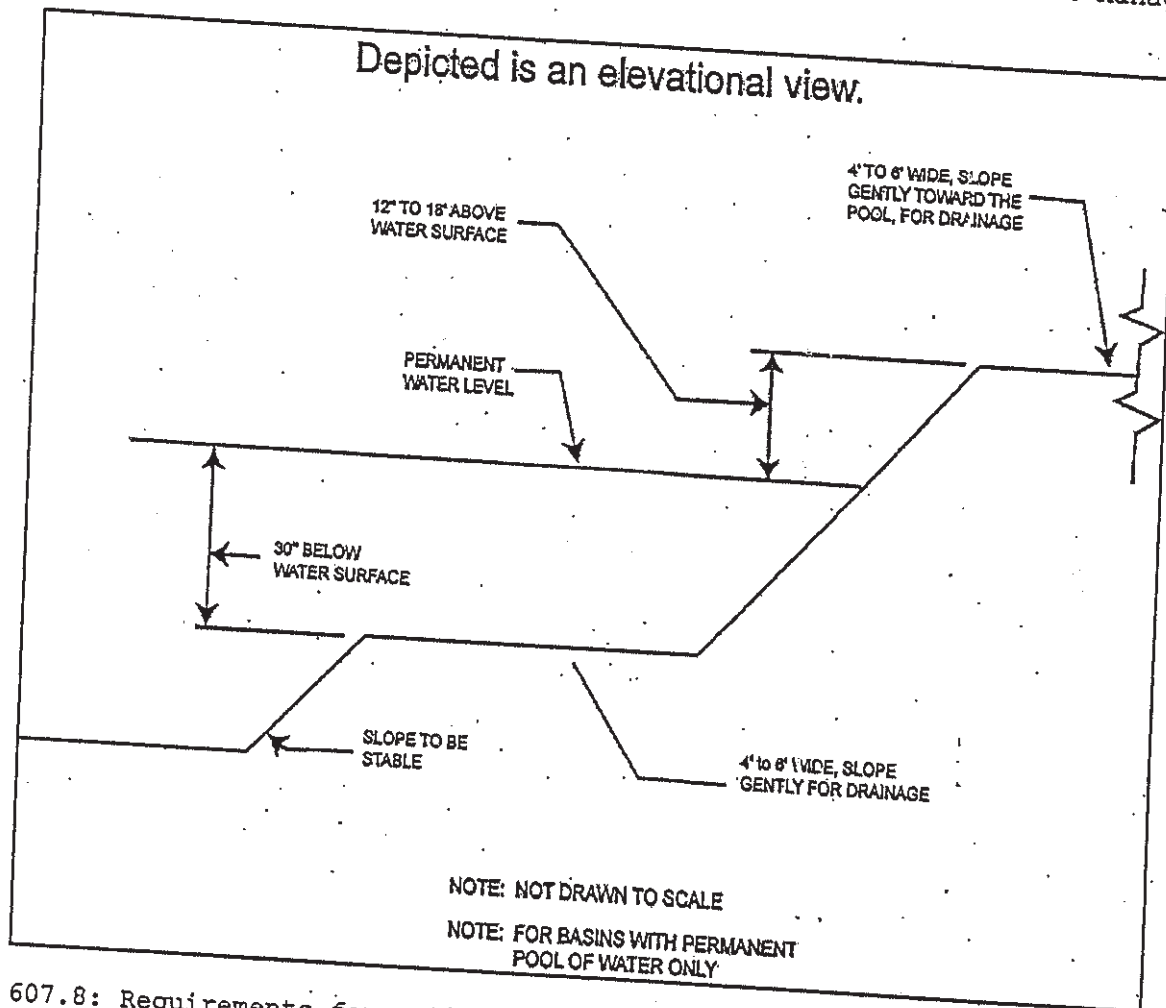 Depicted is an elevational view.
4' TO 6' WIDE, SLOPE
GENTLY TOWARD THE
POOL, FOR DRAINAGE
12" TO 18" ABOVE
WATER SURFACE
PERMANENT
WATER LEVEL
30" BELOW
WATER SURFACE
SLOPE TO BE
STABLE
4' to 6' WIDE, SLOPE
GENTLY FOR DRAINAGE
NOTE: NOT DRAWN TO SCALE
NOTE: FOR BASINS WITH PERMANENT
POOL OF WATER ONLY
607.8: Requirements